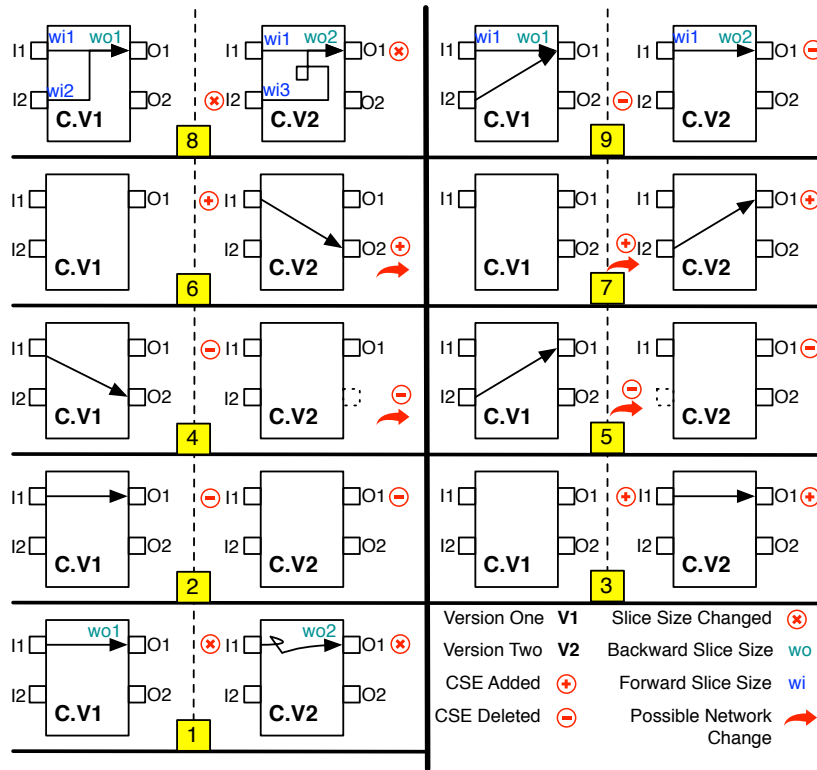 wi1 wo1 wi1 wo2 wi1 wo1 wi1 wo2
I1 O1 I1 O1 I1 O1 I1 O1
wi2 wi3
I2 O2 I2 O2 I2 O2 I2 O2
C.V1 C.V2 C.V1 C.V2
8 9
I1 O1 I1 O1 I1 O1 I1 O1
I2 O2 I2 O2 I2 O2 I2 O2
C.V1 C.V2 C.V1 C.V2
6 7
I1 O1 I1 O1 I1 O1 I1 O1
I2 O2 I2 O2 I2 O2 O2
C.V1 C.V2 C.V1 C.V2
4 5
I1 O1 I1 O1 I1 O1 I1 O1
I2 O2 I2 O2 I2 O2 I2 O2
C.V1 C.V2 C.V1 C.V2
2 3
wo1 wo2
I1 O1 I1 O1
I2 O2 I2 O2
C.V1 C.V2
1
Version One V1 Slice Size Changed
Version Two V2 Backward Slice Size wo
CSE Added Forward Slice Size wi
CSE Deleted Possible Network
Change